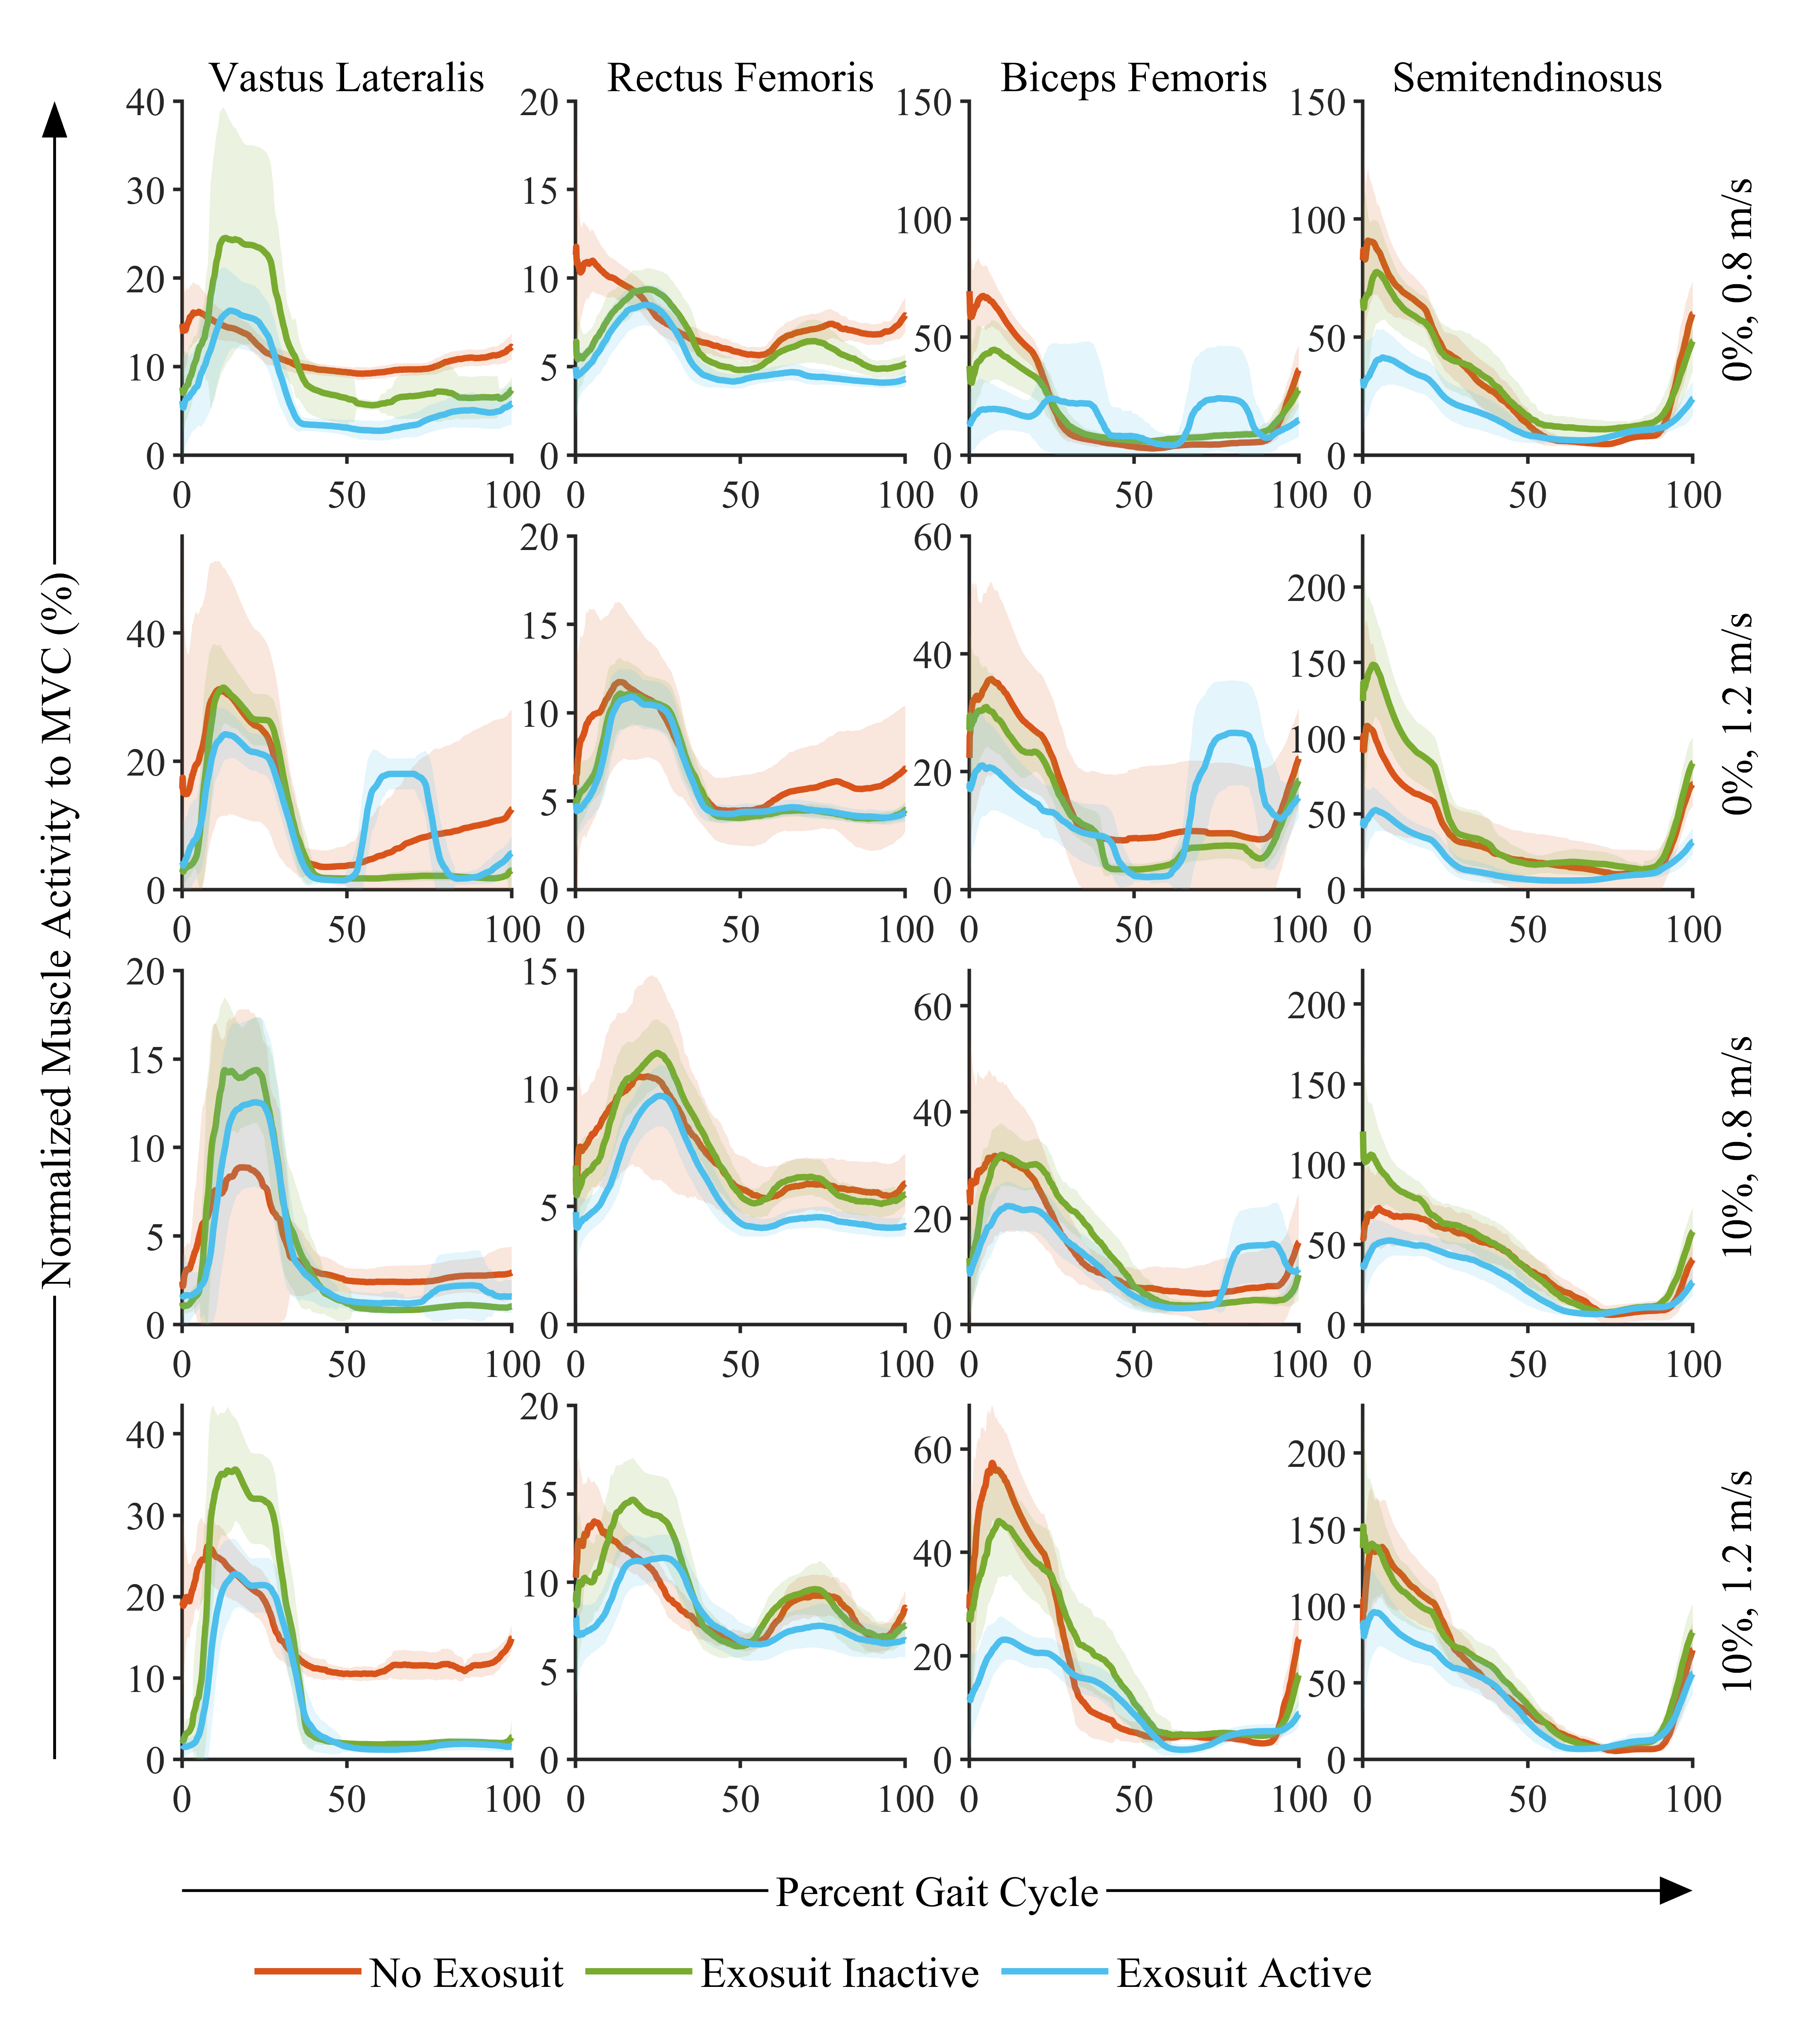 Vastus Lateralis Rectus Femoris Biceps Femoris Semitendinosus
Normalized Muscle Activity to MVC (%)
40 20 150 150
30 15 100 100
20 10 50 50
10 5
0 0 0 0
0 50 100 0 50 100 0 50 100 0 50 100
0%, 0.8 m/s
20 60 200
40 15 40 150
20 10 20 100
5 50
0 0 0 0
0 50 100 0 50 100 0 50 100 0 50 100
0%, 1.2 m/s
20 15 60 200
15 10 40 150
10 5 20 100
5 50
0 0 0 0
0 50 100 0 50 100 0 50 100 0 50 100
10%, 0.8 m/s
40 20 60 200
30 15 40 150
20 10 20 100
10 5 50
0 0 0 0
0 50 100 0 50 100 0 50 100 0 50 100
10%, 1.2 m/s
Percent Gait Cycle
No Exosuit Exosuit Inactive Exosuit Active